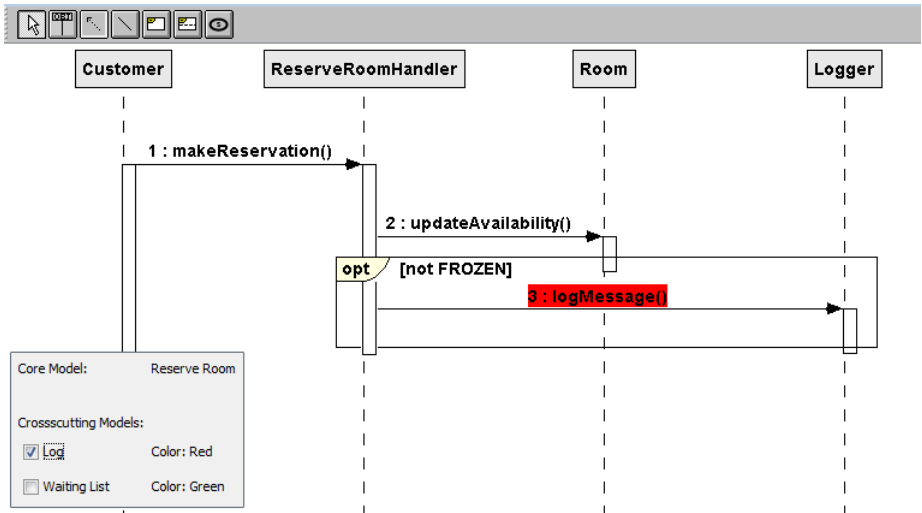 OBJ
Customer ReserveRoomHandler Room Logger
1 : makeReservation()
2 : updateAvailability()
opt [not FROZEN]
3 : logMessage()
Core Model: Reserve Room
Crossscutting Models:
Log Color: Red
Waiting List Color: Green